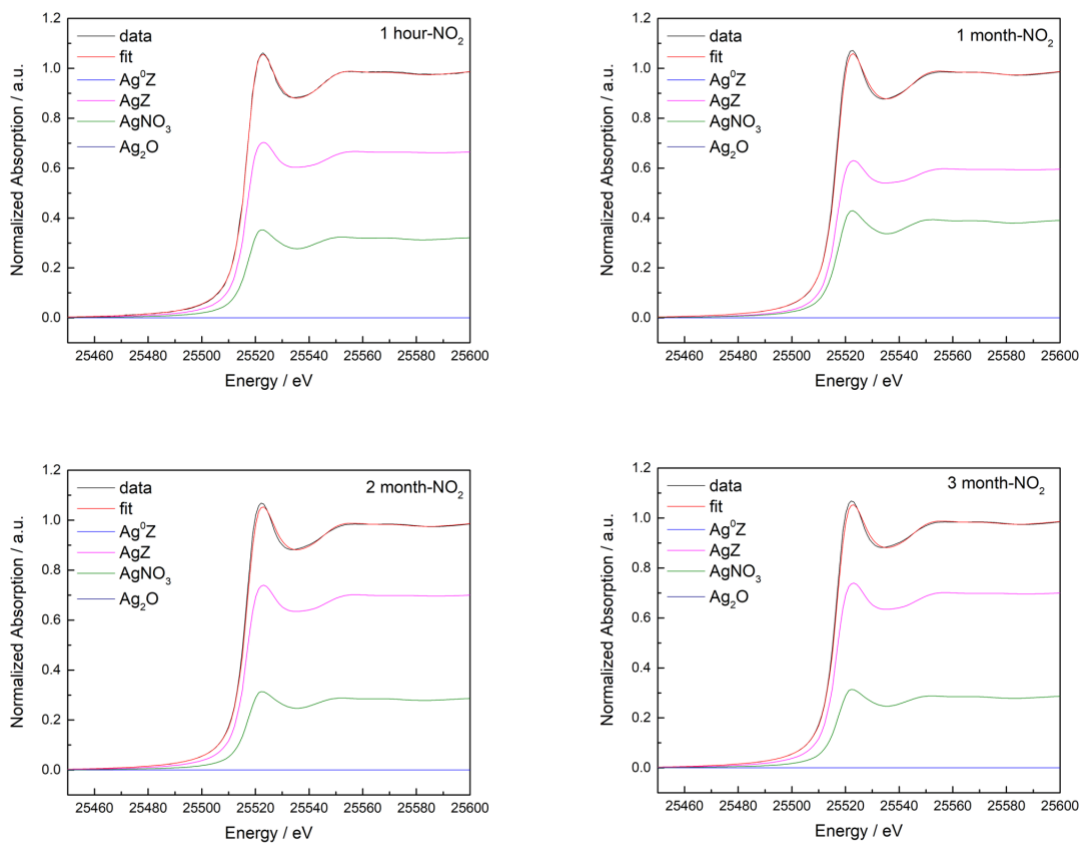 1 hour-NO₂
data
fit
Ag⁰Z
AgZ
AgNO₃
Ag₂O
Normalized Absorption / a.u.
1.2
1.0
0.8
0.6
0.4
0.2
0.0
25460 25480 25500 25520 25540 25560 25580 25600
Energy / eV
1 month-NO₂
data
fit
Ag⁰Z
AgZ
AgNO₃
Ag₂O
Normalized Absorption / a.u.
1.2
1.0
0.8
0.6
0.4
0.2
0.0
25460 25480 25500 25520 25540 25560 25580 25600
Energy / eV
2 month-NO₂
data
fit
Ag⁰Z
AgZ
AgNO₃
Ag₂O
Normalized Absorption / a.u.
1.2
1.0
0.8
0.6
0.4
0.2
0.0
25460 25480 25500 25520 25540 25560 25580 25600
Energy / eV
3 month-NO₂
data
fit
Ag⁰Z
AgZ
AgNO₃
Ag₂O
Normalized Absorption / a.u.
1.2
1.0
0.8
0.6
0.4
0.2
0.0
25460 25480 25500 25520 25540 25560 25580 25600
Energy / eV